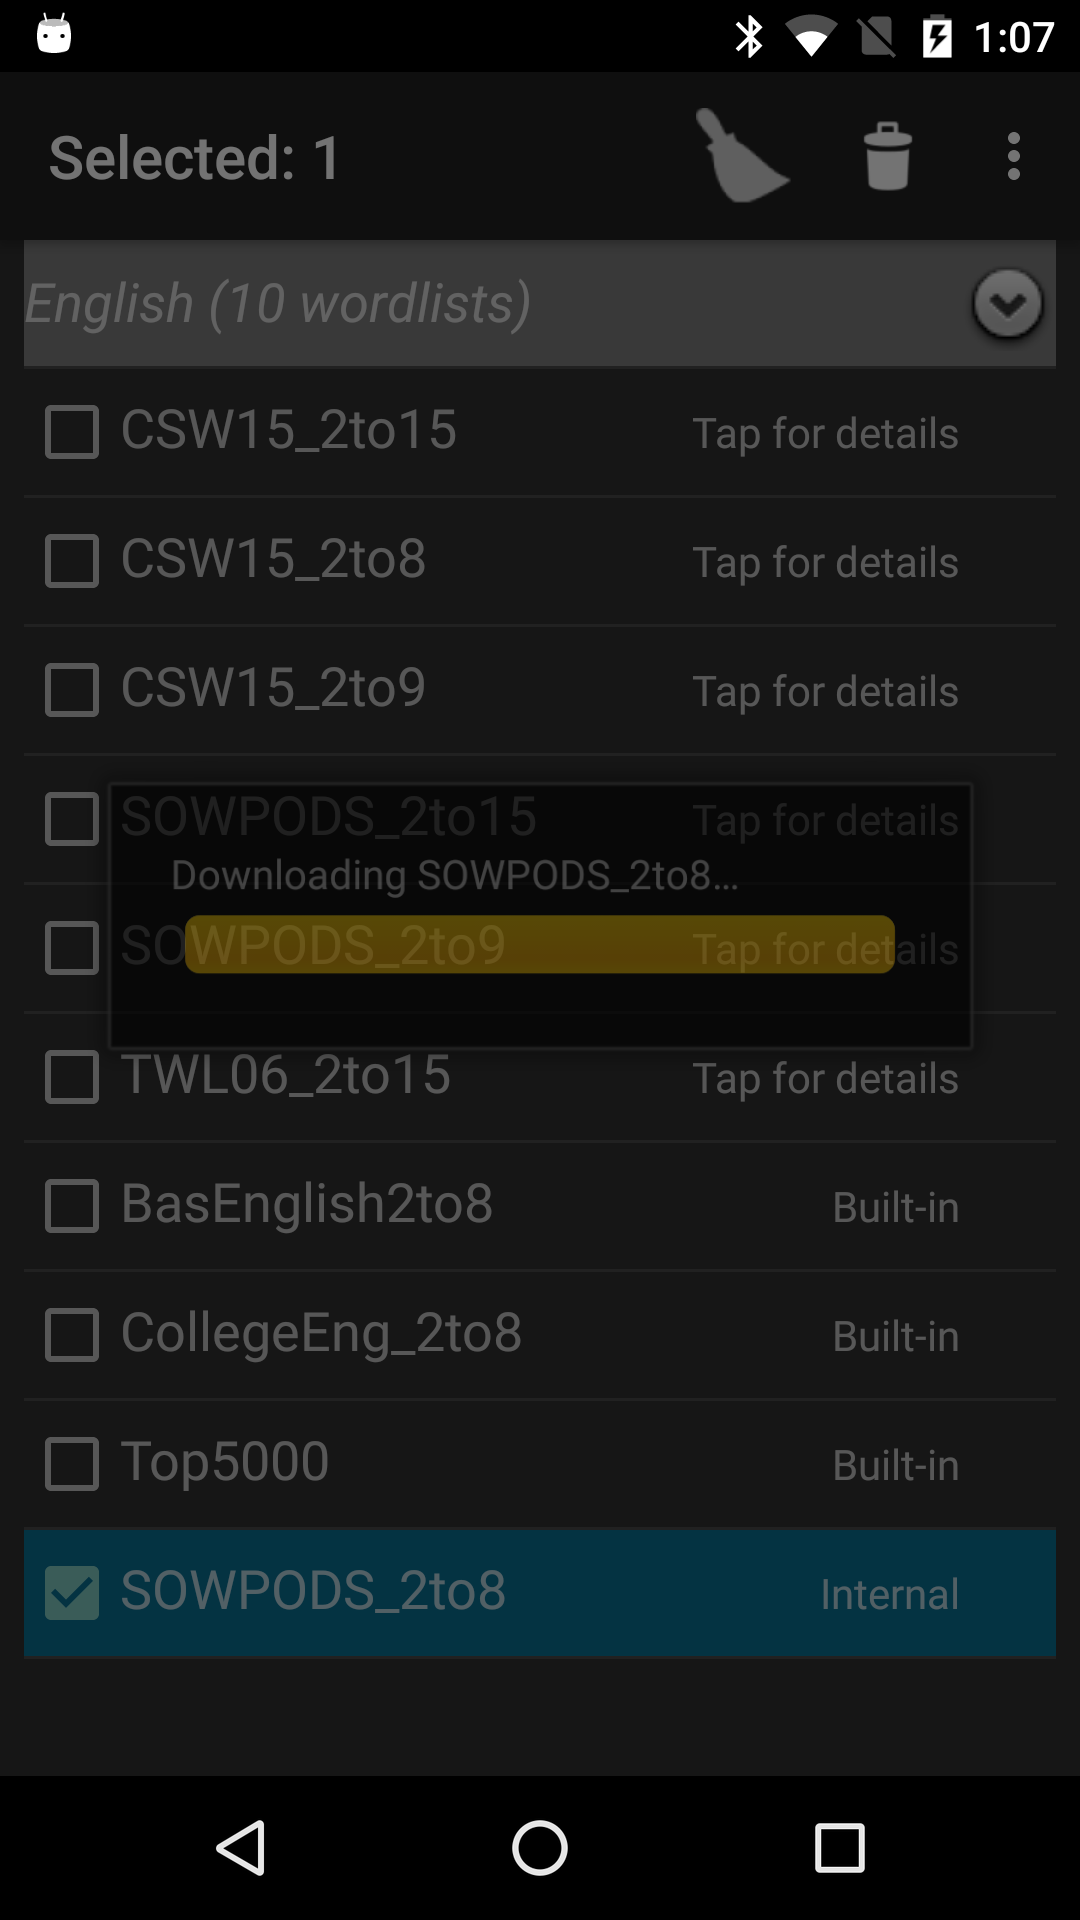 1:07
Selected: 1
English (10 wordlists)
CSW15_2to15 Tap for details
CSW15_2to8 Tap for details
CSW15_2to9 Tap for details
SOWPODS_2to15 Tap for details
Downloading SOWPODS_2to8...
SOWPODS_2to9 Tap for details
TWL06_2to15 Tap for details
BasEnglish2to8 Built-in
CollegeEng_2to8 Built-in
Top5000 Built-in
SOWPODS_2to8 Internal